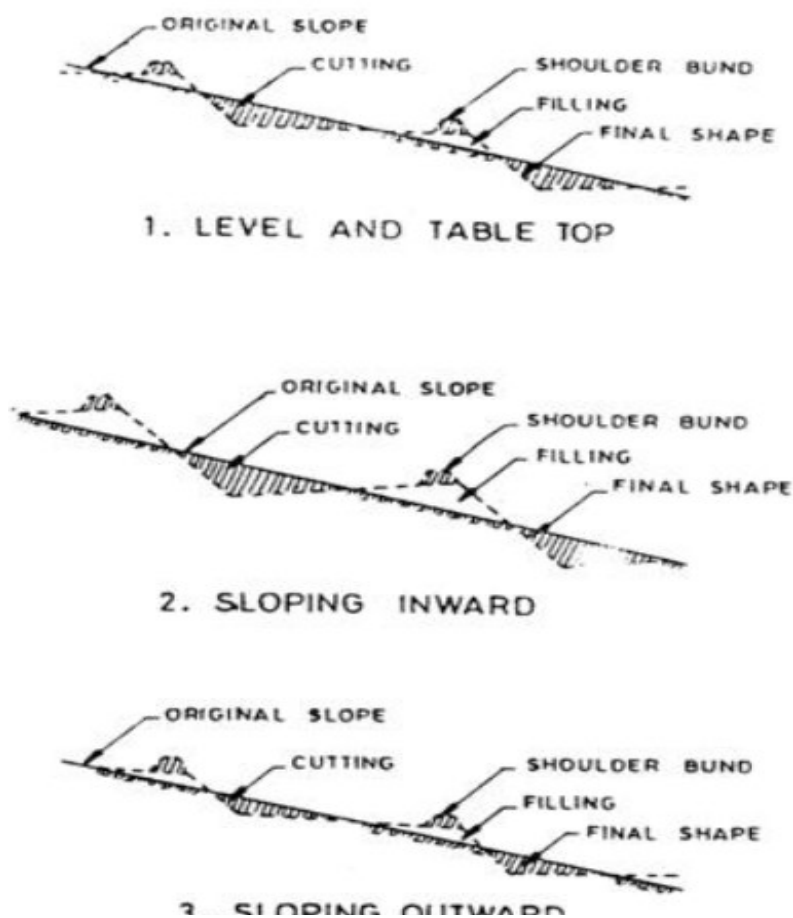 ORIGINAL SLOPE
CUTTING
SHOULDER BUND
FILLING
FINAL SHAPE
1. LEVEL AND TABLE TOP
ORIGINAL SLOPE
CUTTING
SHOULDER BUND
FILLING
FINAL SHAPE
2. SLOPING INWARD
ORIGINAL SLOPE
CUTTING
SHOULDER BUND
FILLING
FINAL SHAPE
3. SLOPING OUTWARD